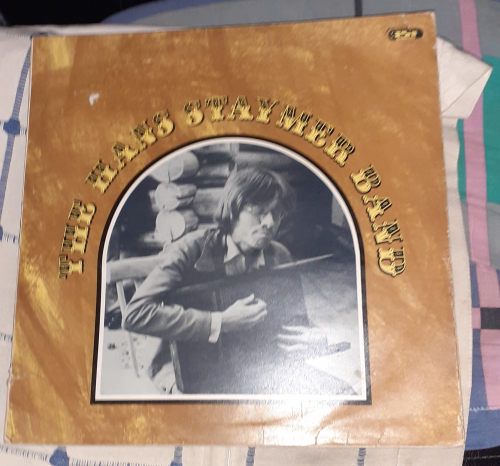 THE HANS STAYMER BAND